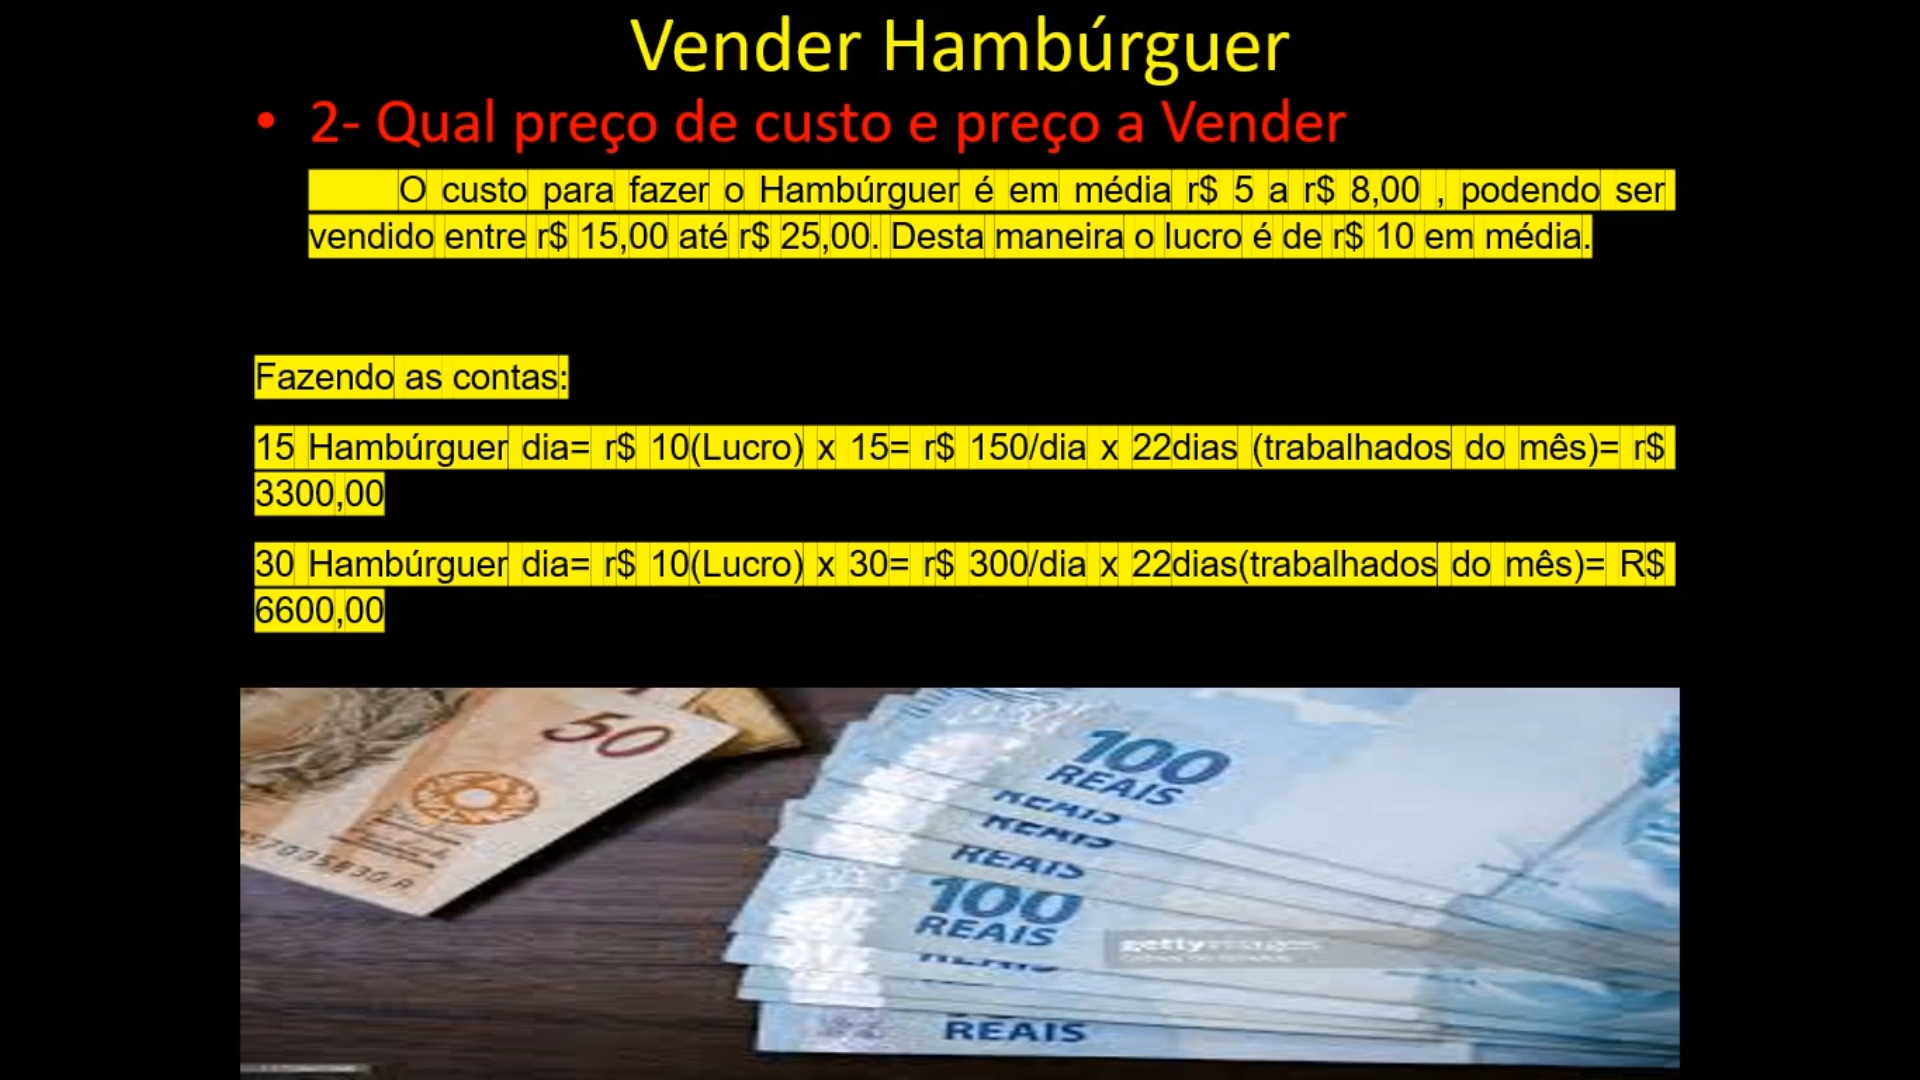 Vender Hambúrguer
• 2- Qual preço de custo e preço a Vender
O custo para fazer o Hambúrguer é em média r$ 5 a r$ 8,00 , podendo ser
vendido entre r$ 15,00 até r$ 25,00. Desta maneira o lucro é de r$ 10 em média.
Fazendo as contas:
15 Hambúrguer dia= r$ 10(Lucro) x 15= r$ 150/dia x 22dias (trabalhados do mês)= r$
3300,00
30 Hambúrguer dia= r$ 10(Lucro) x 30= r$ 300/dia x 22dias(trabalhados do mês)= R$
6600,00
50
100
REAIS
REAIS
REAIS
REAIS
100
REAIS
gettyimages
REAIS
REAIS